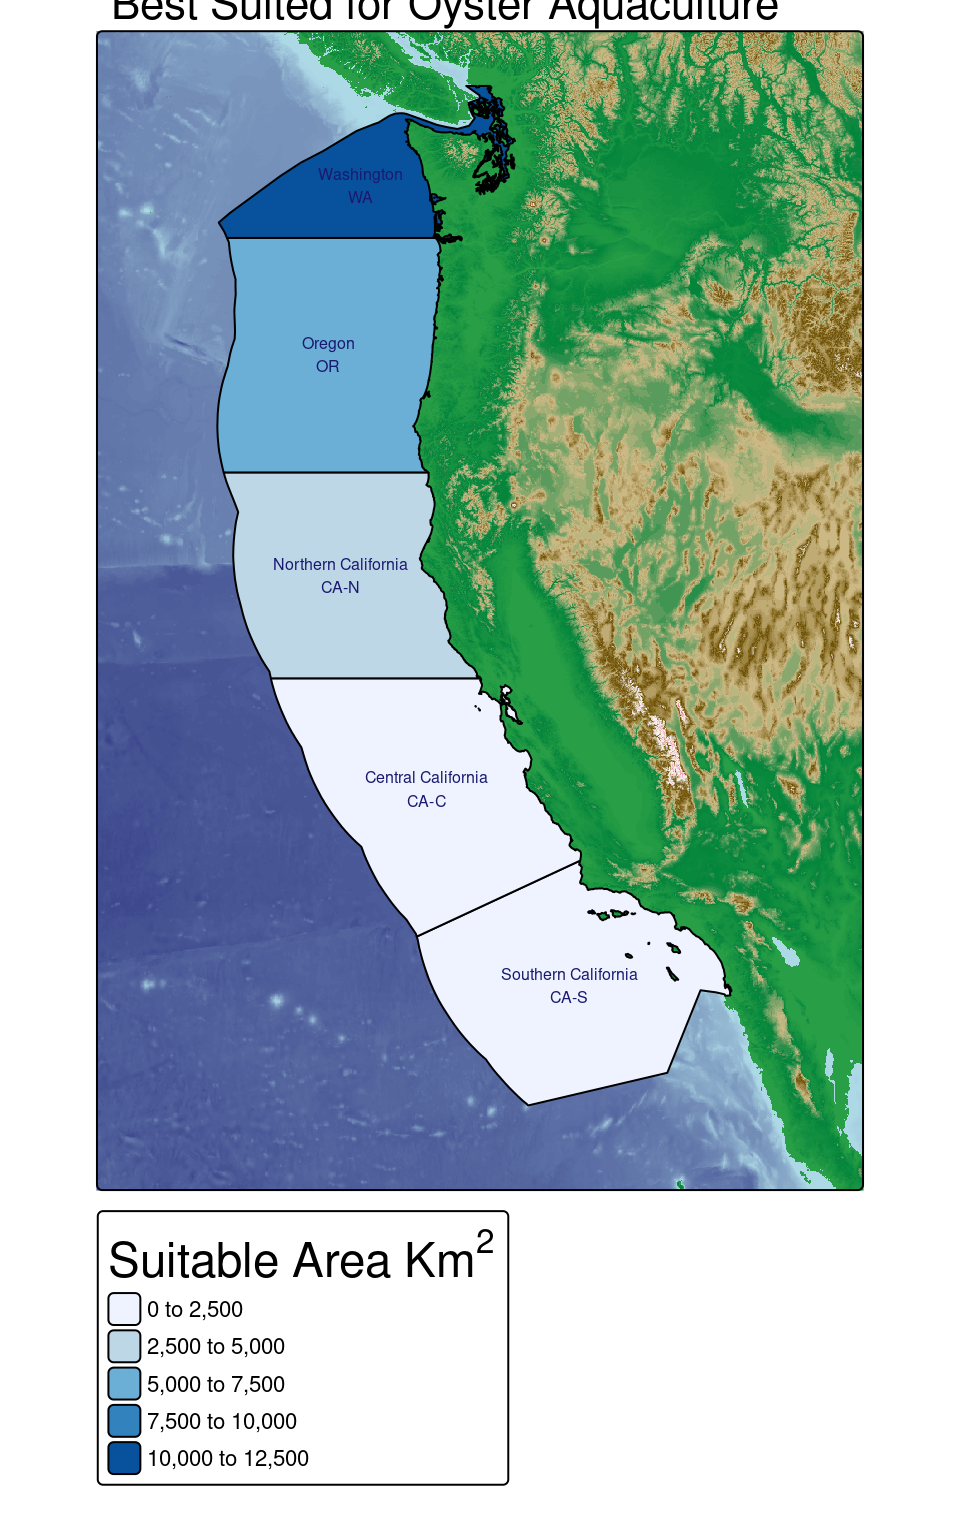 Best Suited for Oyster Aquaculture
Washington
WA
Oregon
OR
Northern California
CA-N
Central California
CA-C
Southern California
CA-S
Suitable Area Km²
0 to 2,500
2,500 to 5,000
5,000 to 7,500
7,500 to 10,000
10,000 to 12,500